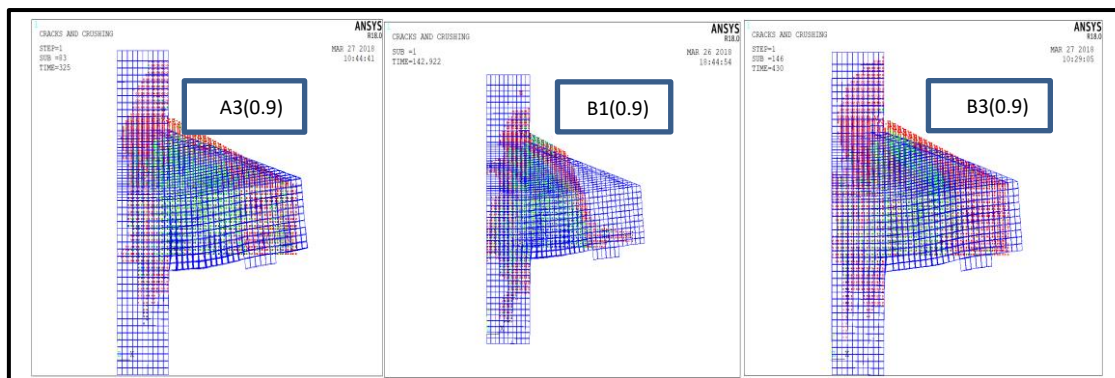 CRACKS AND CRUSHING
STEP=1
SUB =83
TIME=325
ANSYS
R18.0
MAR 27 2018
10:44:41
A3(0.9)
CRACKS AND CRUSHING
SUB =1
TIME=142.922
ANSYS
R18.0
MAR 26 2018
18:44:54
B1(0.9)
CRACKS AND CRUSHING
STEP=1
SUB =146
TIME=430
ANSYS
R18.0
MAR 27 2018
10:29:05
B3(0.9)